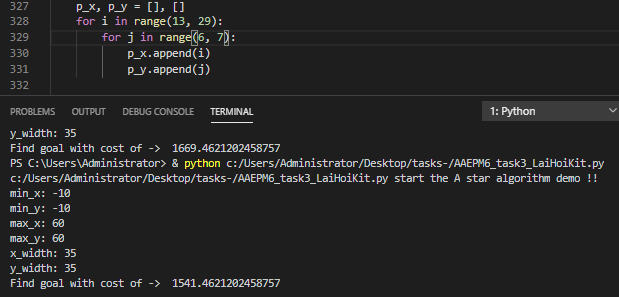 327 p_x, p_y = [], []
328 for i in range(13, 29):
329 for j in range(6, 7):
330 p_x.append(i)
331 p_y.append(j)
332
PROBLEMS OUTPUT DEBUG CONSOLE TERMINAL 1: Python
y_width: 35
Find goal with cost of -> 1669.4621202458757
PS C:\Users\Administrator> & python c:/Users/Administrator/Desktop/tasks-/AAEPM6_task3_LaiHoiKit.py
c:/Users/Administrator/Desktop/tasks-/AAEPM6_task3_LaiHoiKit.py start the A star algorithm demo !!
min_x: -10
min_y: -10
max_x: 60
max_y: 60
x_width: 35
y_width: 35
Find goal with cost of -> 1541.4621202458757